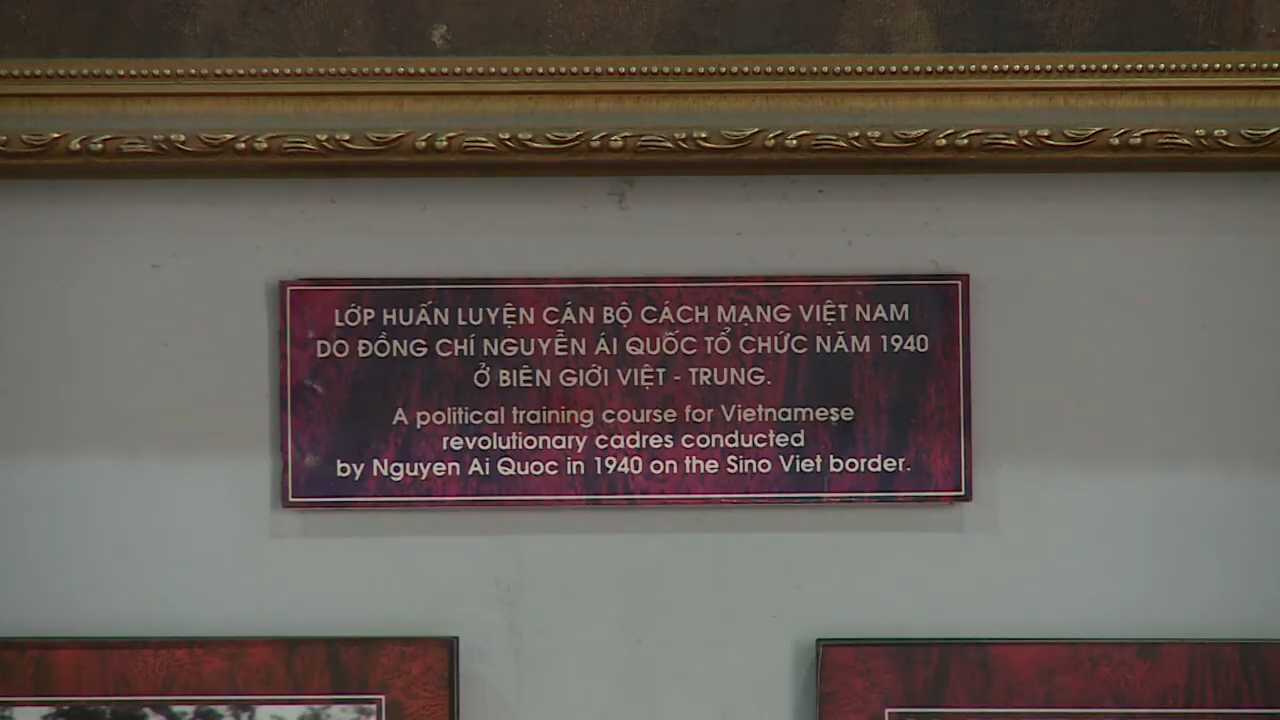 LỚP HUẤN LUYỆN CÁN BỘ CÁCH MẠNG VIỆT NAM
DO ĐỒNG CHÍ NGUYỄN ÁI QUỐC TỔ CHỨC NĂM 1940
Ở BIÊN GIỚI VIỆT - TRUNG.
A political training course for Vietnamese
revolutionary cadres conducted
by Nguyen Ai Quoc in 1940 on the Sino Viet border.